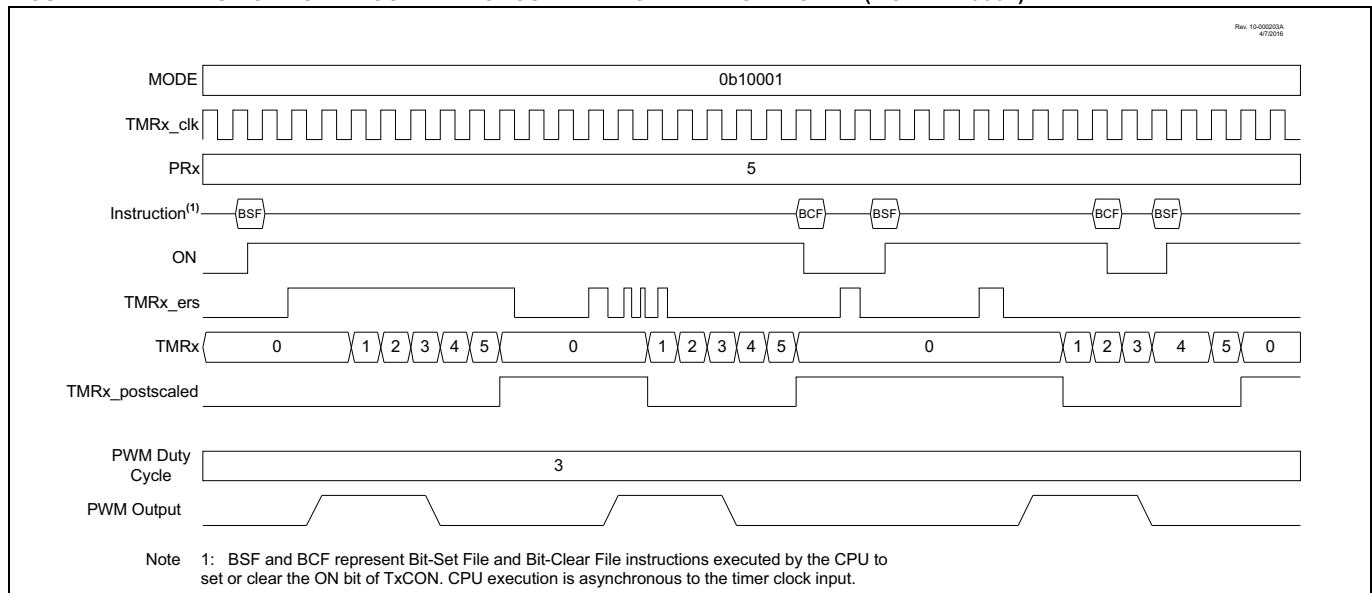 Rev. 10-000203A
4/7/2016
MODE 0b10001
TMRx_clk
PRx 5
Instruction(1) BSF BCF BSF BCF BSF
ON
TMRx_ers
TMRx 0 1 2 3 4 5 0 1 2 3 4 5 0 1 2 3 4 5 0
TMRx_postscaled
PWM Duty
Cycle 3
PWM Output
Note 1: BSF and BCF represent Bit-Set File and Bit-Clear File instructions executed by the CPU to
set or clear the ON bit of TxCON. CPU execution is asynchronous to the timer clock input.